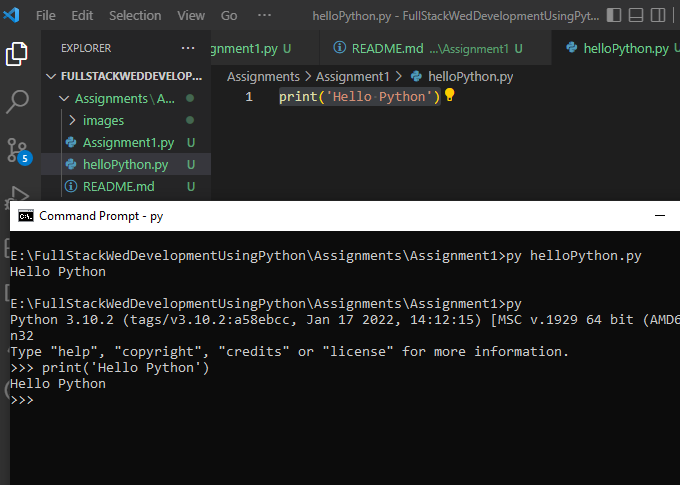 File Edit Selection View Go ··· helloPython.py - FullStackWedDevelopmentUsingPyt...
EXPLORER ···
gnment1.py U README.md ...\Assignment1 U helloPython.py U
FULLSTACKWEDDEVELOP...
Assignments > Assignment1 > helloPython.py
Assignments\A...
1 print('Hello Python')
images
Assignment1.py U
helloPython.py U
README.md U
5
Command Prompt - py
E:\FullStackWedDevelopmentUsingPython\Assignments\Assignment1>py helloPython.py
Hello Python
E:\FullStackWedDevelopmentUsingPython\Assignments\Assignment1>py
Python 3.10.2 (tags/v3.10.2:a58ebcc, Jan 17 2022, 14:12:15) [MSC v.1929 64 bit (AMD6
n32
Type "help", "copyright", "credits" or "license" for more information.
>>> print('Hello Python')
Hello Python
>>>